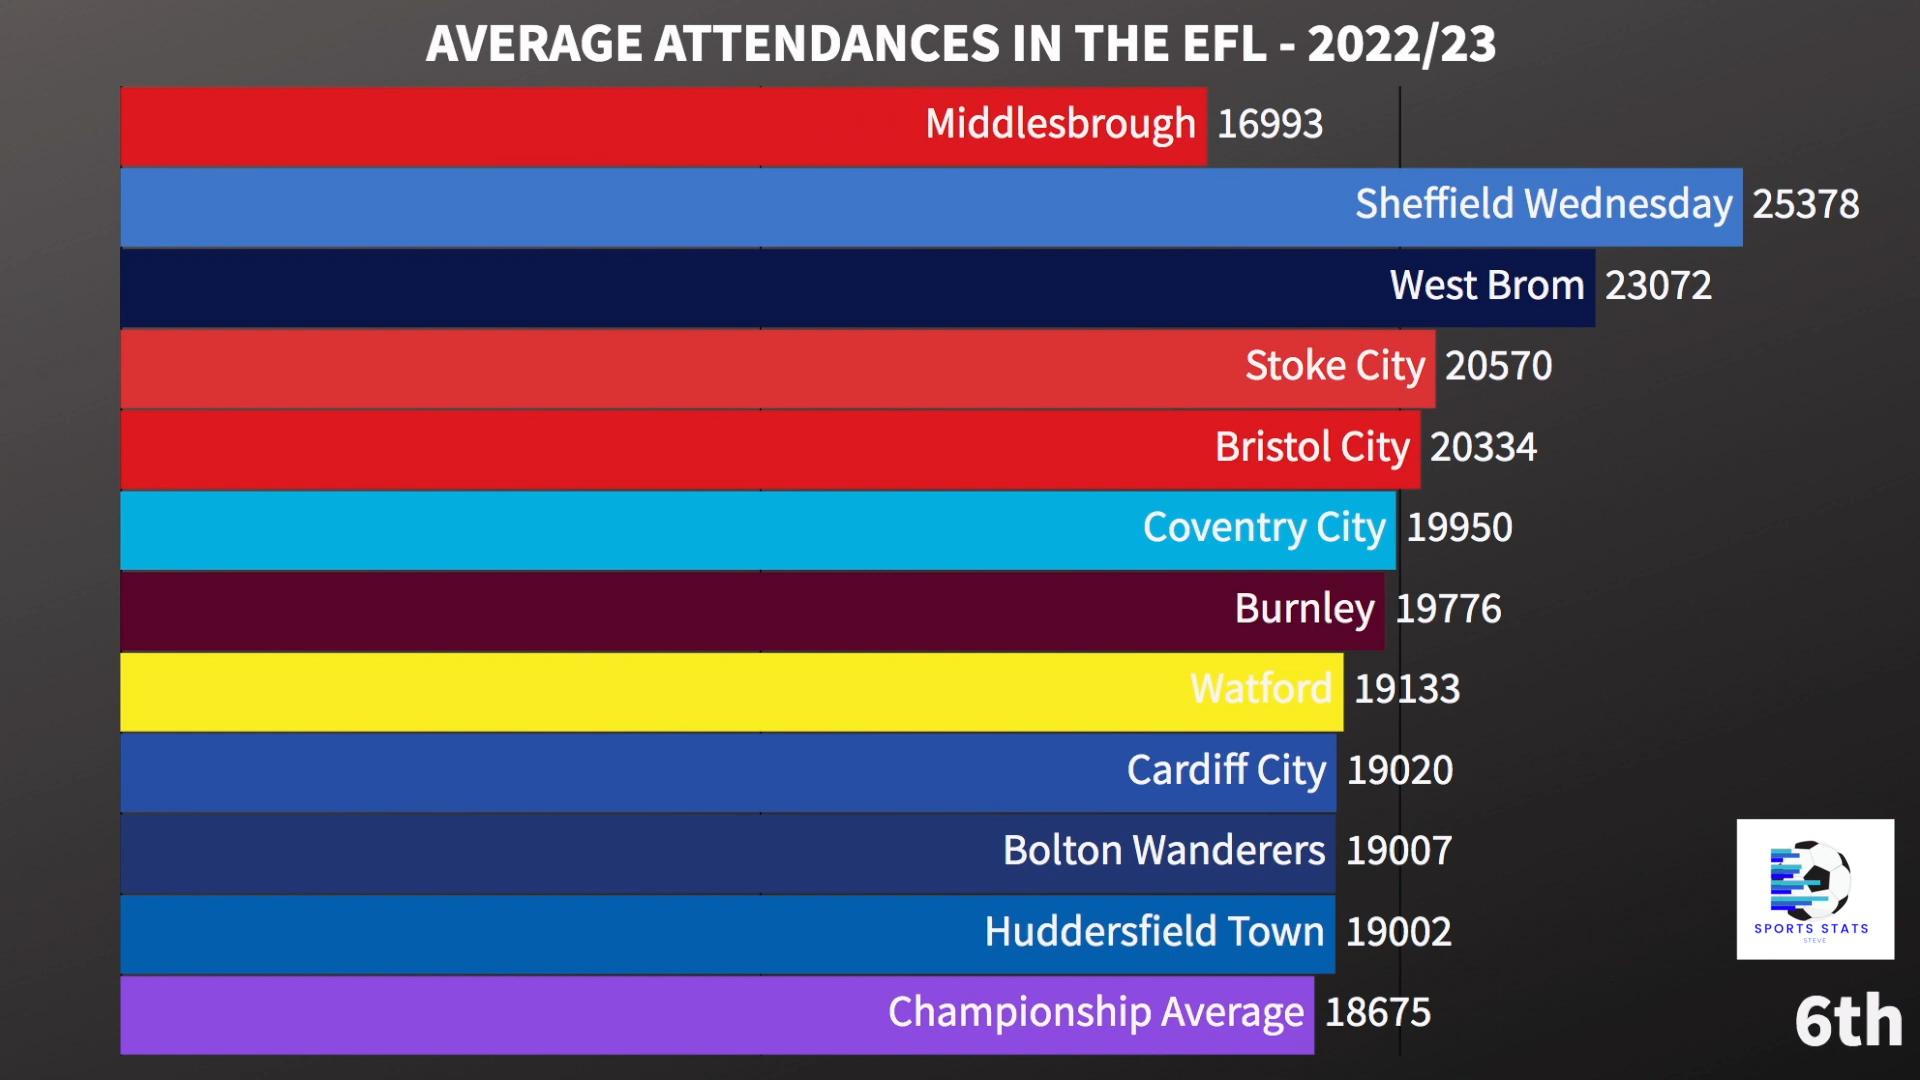 AVERAGE ATTENDANCES IN THE EFL - 2022/23
Middlesbrough 16993
Sheffield Wednesday 25378
West Brom 23072
Stoke City 20570
Bristol City 20334
Coventry City 19950
Burnley 19776
Watford 19133
Cardiff City 19020
Bolton Wanderers 19007
Huddersfield Town 19002
Championship Average 18675
SPORTS STATS
STEVE
6th